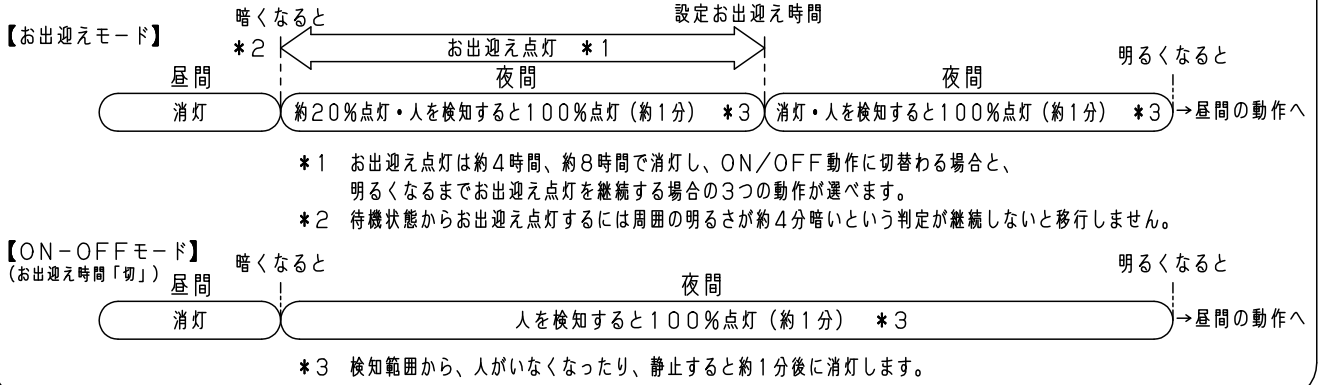 【お出迎えモード】
暗くなると
設定お出迎え時間
＊2
お出迎え点灯 ＊1
明るくなると
昼間
夜間
夜間
消灯
約20％点灯・人を検知すると100％点灯（約1分） ＊3
消灯・人を検知すると100％点灯（約1分） ＊3
→昼間の動作へ
＊1 お出迎え点灯は約4時間、約8時間で消灯し、ON／OFF動作に切替わる場合と、
明るくなるまでお出迎え点灯を継続する場合の3つの動作が選べます。
＊2 待機状態からお出迎え点灯するには周囲の明るさが約4分暗いという判定が継続しないと移行しません。
【ON－OFFモード】
（お出迎え時間「切」）
暗くなると
明るくなると
昼間
夜間
消灯
人を検知すると100％点灯（約1分） ＊3
→昼間の動作へ
＊3 検知範囲から、人がいなくなったり、静止すると約1分後に消灯します。